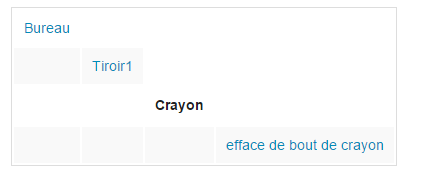 Bureau
Tiroir1
Crayon
efface de bout de crayon